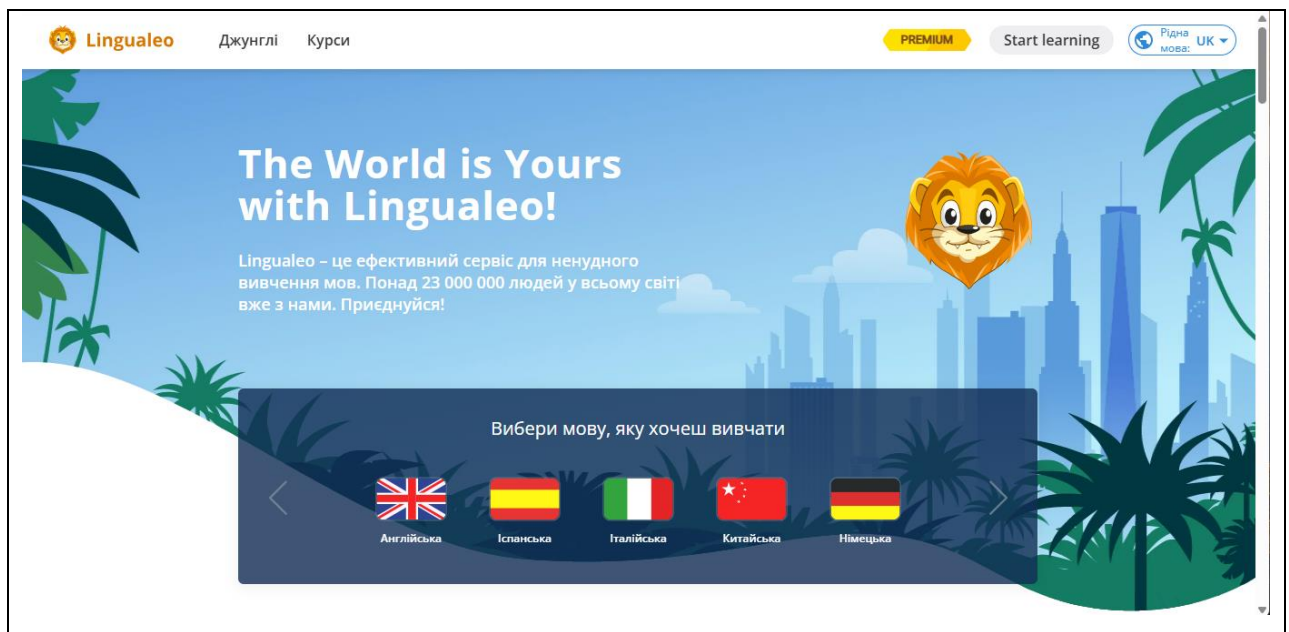 Lingualeo
Джунглі
Курси
PREMIUM
Start learning
Рідна
мова:
UK
The World is Yours
with Lingualeo!
Lingualeo – це ефективний сервіс для ненудного
вивчення мов. Понад 23 000 000 людей у всьому світі
вже з нами. Приєднуйся!
Вибери мову, яку хочеш вивчати
Англійська
Іспанська
Італійська
Китайська
Німецька